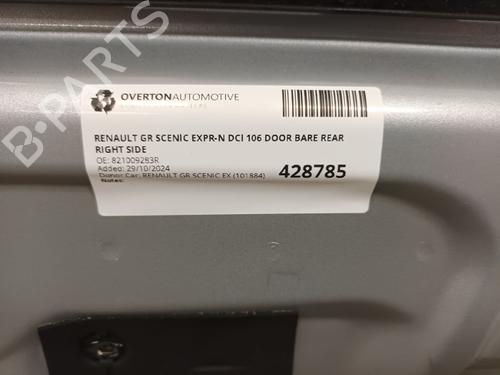 B-PARTS
OVERTONAUTOMOTIVE
RENAULT GR SCENIC EXPR-N DCI 106 DOOR BARE REAR
RIGHT SIDE
OE: 821009283R
Added: 29/10/2024
Donor Car: RENAULT GR SCENIC EX (101884)
Notes:
428785